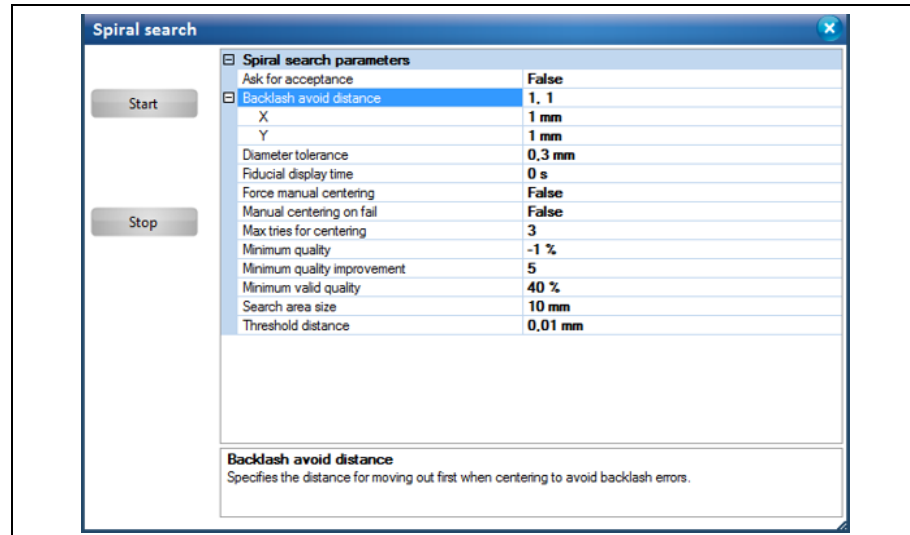 Spiral search
Start
Stop
Spiral search parameters
Ask for acceptance False
Backlash avoid distance 1, 1
X 1 mm
Y 1 mm
Diameter tolerance 0,3 mm
Fiducial display time 0 s
Force manual centering False
Manual centering on fail False
Max tries for centering 3
Minimum quality -1 %
Minimum quality improvement 5
Minimum valid quality 40 %
Search area size 10 mm
Threshold distance 0,01 mm
Backlash avoid distance
Specifies the distance for moving out first when centering to avoid backlash errors.